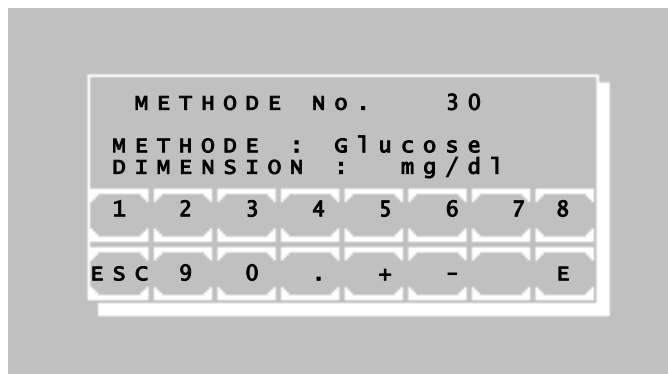 METHODE No. 30
METHODE : Glucose
DIMENSION : mg/dl
1 2 3 4 5 6 7 8
ESC 9 0 . + - E